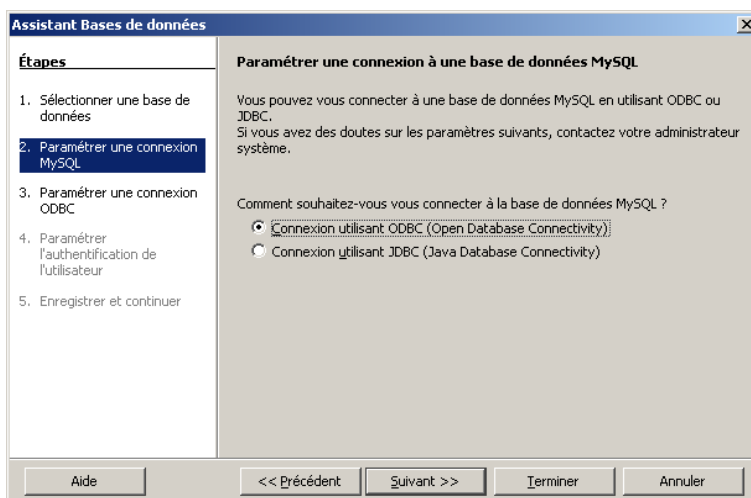 Assistant Bases de données
Étapes
1. Sélectionner une base de
données
2. Paramétrer une connexion
MySQL
3. Paramétrer une connexion
ODBC
4. Paramétrer
l'authentification de
l'utilisateur
5. Enregistrer et continuer
Paramétrer une connexion à une base de données MySQL
Vous pouvez vous connecter à une base de données MySQL en utilisant ODBC ou
JDBC.
Si vous avez des doutes sur les paramètres suivants, contactez votre administrateur
système.
Comment souhaitez-vous vous connecter à la base de données MySQL ?
Connexion utilisant ODBC (Open Database Connectivity)
Connexion utilisant JDBC (Java Database Connectivity)
Aide
<< Précédent
Suivant >>
Terminer
Annuler